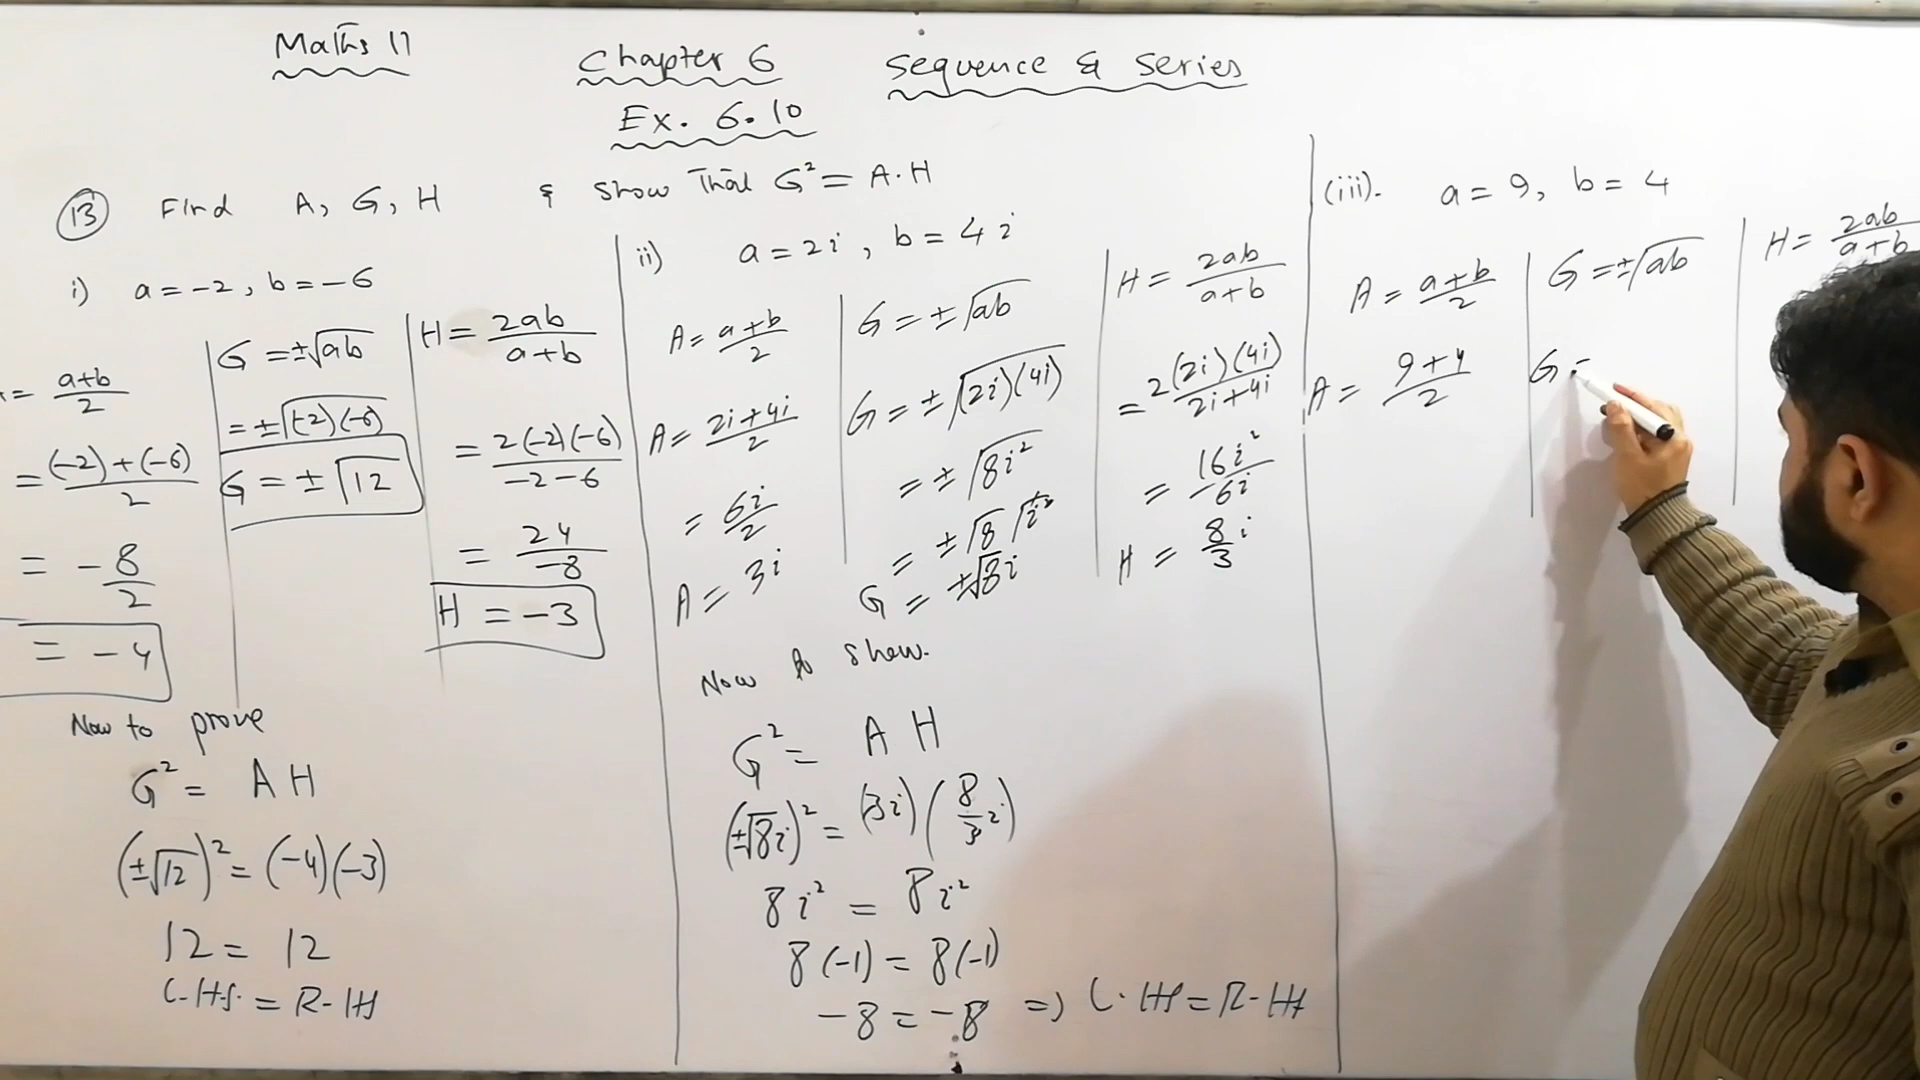 Maths 11
Chapter 6 Sequence & Series
Ex. 6.10
13 Find A, G, H & show That G² = A.H
i) a = -2, b = -6
= a+b/2
= (-2)+(-6)/2
= -8/2
= -4
G = ±√ab
= ±√(-2)(-6)
G = ±√12
H = 2ab/a+b
= 2(-2)(-6)/-2-6
= 24/-8
H = -3
Now to prove
G² = A H
(±√12)² = (-4)(-3)
12 = 12
L-H-S. = R-HS
ii) a = 2i, b = 4i
A = a+b/2
A = 2i+4i/2
= 6i/2
A = 3i
G = ±√ab
G = ±√(2i)(4i)
= ±√8i²
= ±√8 √i²
G = ±√8i
H = 2ab/a+b
= 2(2i)(4i)/2i+4i
= 16i²/6i
H = 8/3 i
Now to show.
G² = A H
(±√8i)² = (3i)(8/3 i)
8i² = 8i²
8(-1) = 8(-1)
-8 = -8 => L.HS = R-HS
(iii). a = 9, b = 4
A = a+b/2
A = 9+4/2
G = ±√ab
G =
H = 2ab/a+b